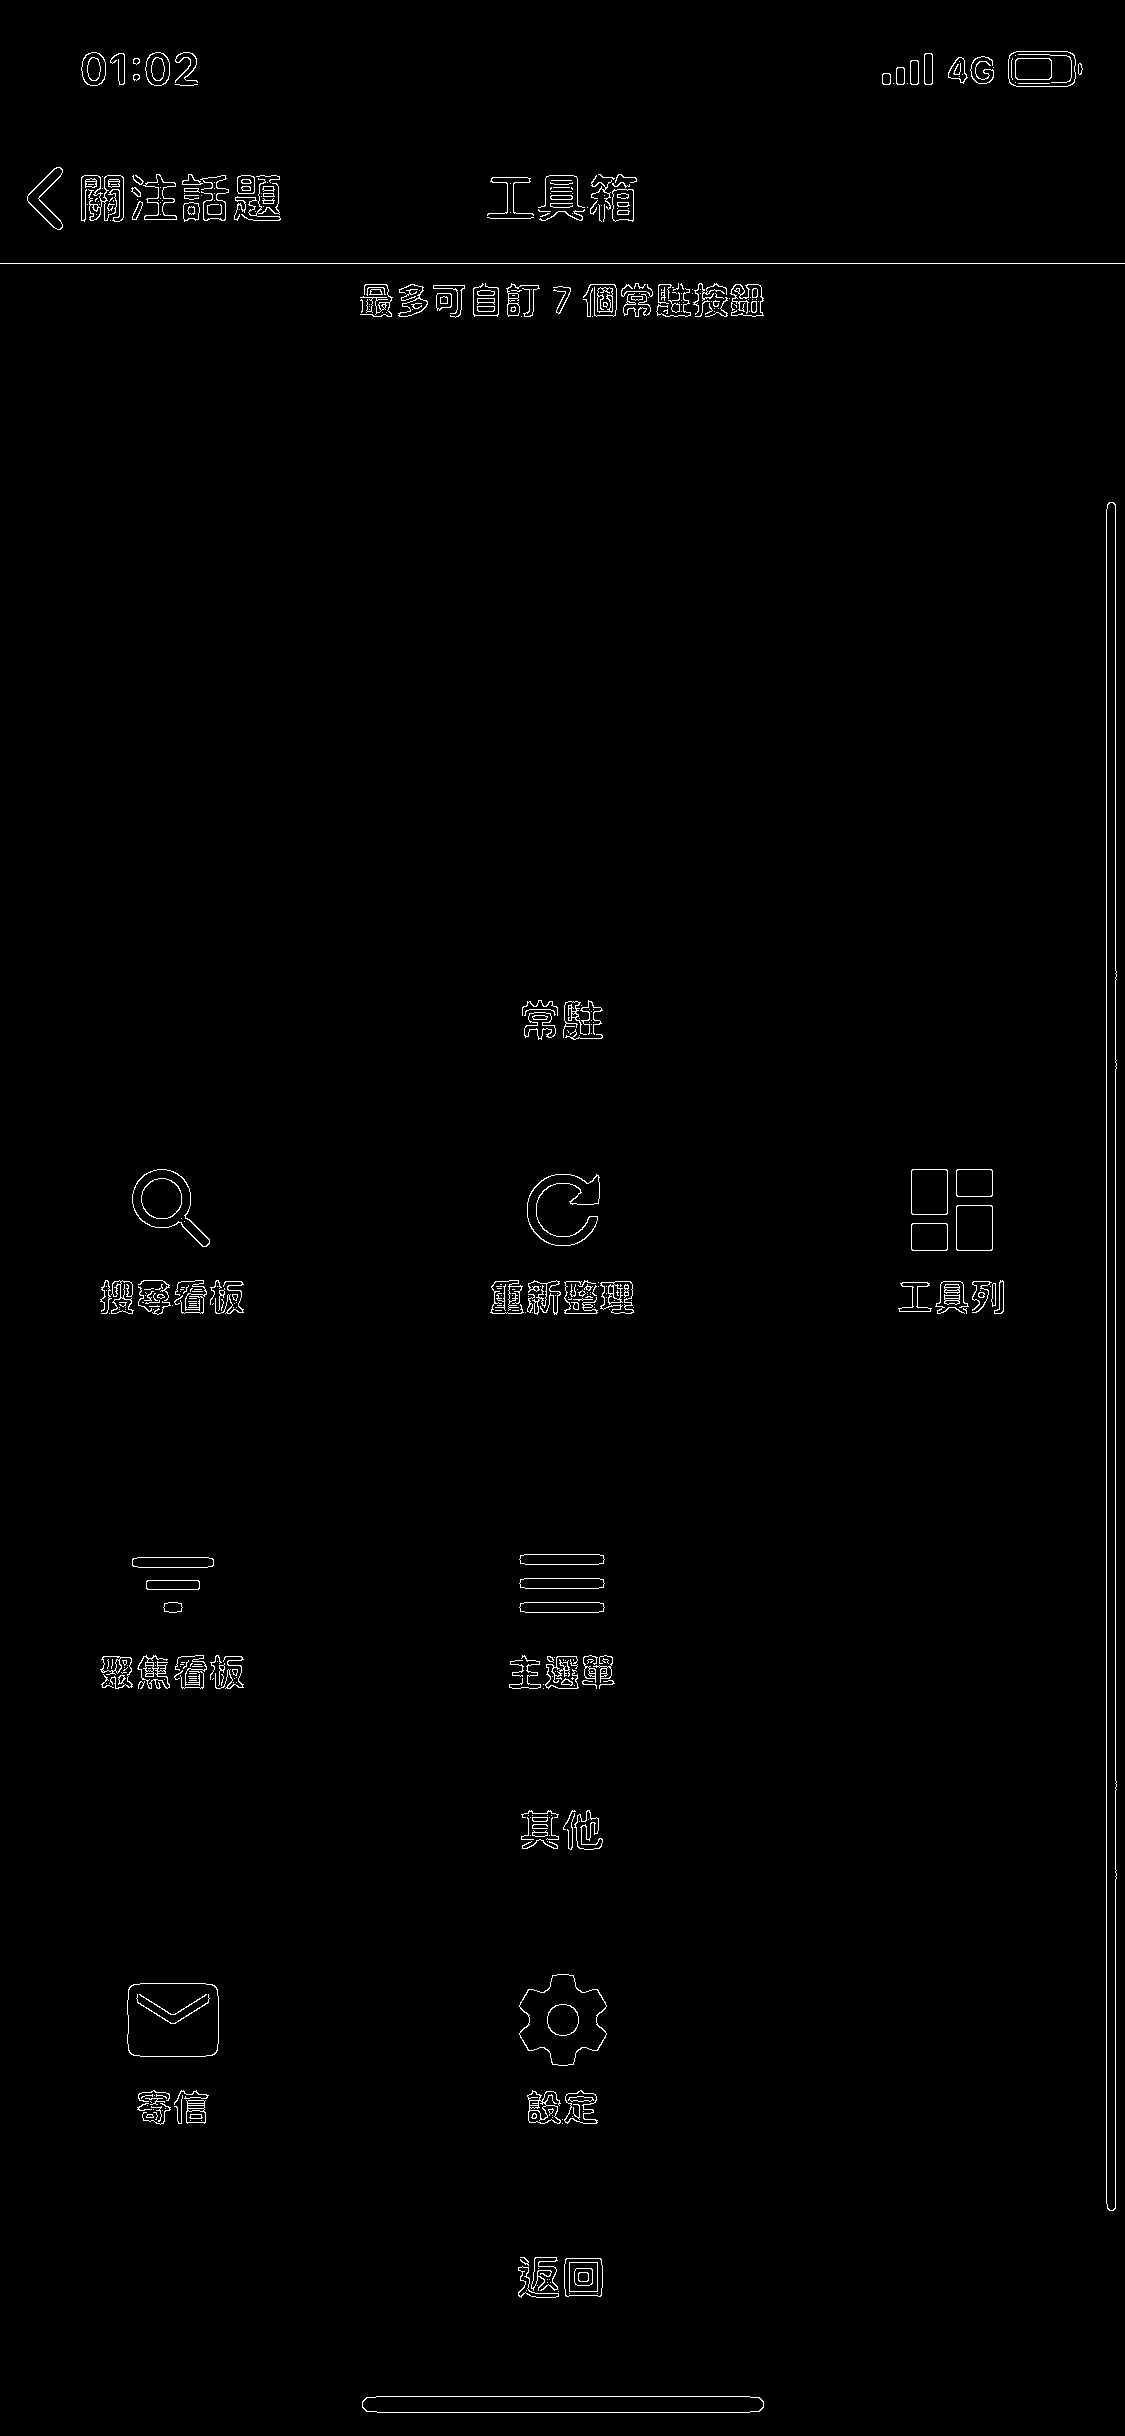 01:02 4G
關注話題 工具箱
最多可自訂 7 個常駐按鈕
常駐
搜尋看板 重新整理 工具列
聚焦看板 主選單
其他
寄信 設定
返回